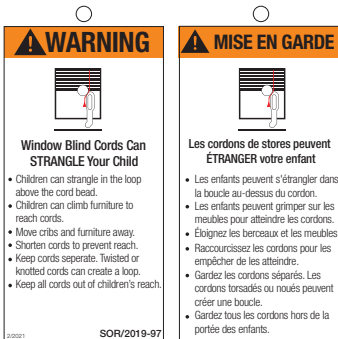 WARNING
Window Blind Cords Can
STRANGLE Your Child
• Children can strangle in the loop
above the cord bead.
• Children can climb furniture to
reach cords.
• Move cribs and furniture away.
• Shorten cords to prevent reach.
• Keep cords seperate. Twisted or
knotted cords can create a loop.
• Keep all cords out of children's reach.
2/2021
SOR/2019-97
MISE EN GARDE
Les cordons de stores peuvent
ÉTRANGER votre enfant
• Les enfants peuvent s'étrangler dans
la boucle au-dessus du cordon.
• Les enfants peuvent grimper sur les
meubles pour atteindre les cordons.
• Éloignez les berceaux et les meubles
• Raccourcissez les cordons pour les
empêcher de les atteindre.
• Gardez les cordons séparés. Les
cordons torsadés ou noués peuvent
créer une boucle.
• Gardez tous les cordons hors de la
portée des enfants.